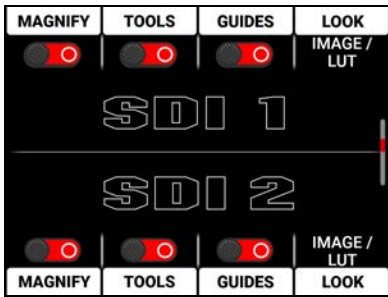 MAGNIFY TOOLS GUIDES LOOK
IMAGE /
LUT
SDI 1
SDI 2
IMAGE /
LUT
MAGNIFY TOOLS GUIDES LOOK